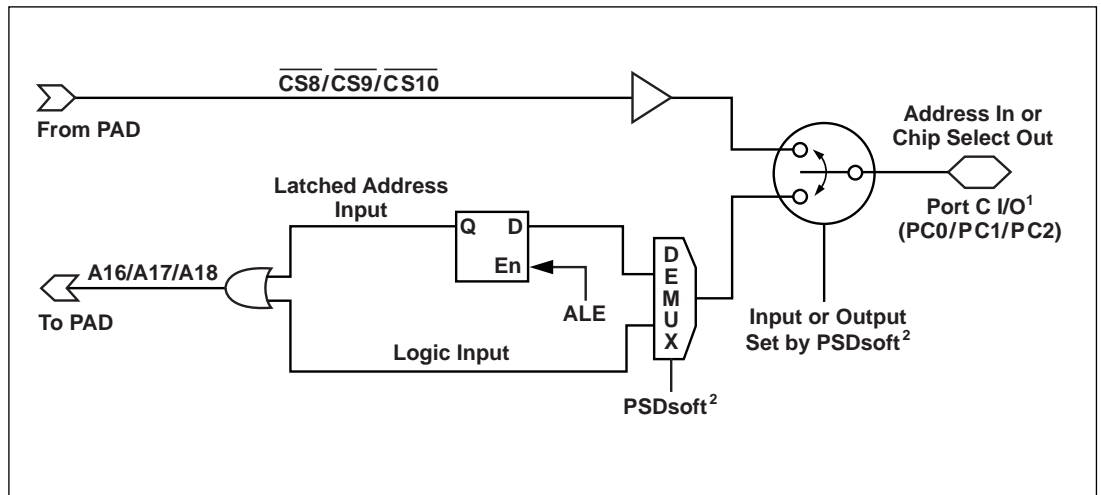 CS8/CS9/CS10
From PAD
Address In or
Chip Select Out
Port C I/O¹
(PC0/PC1/PC2)
Latched Address
Input
Q D
En
ALE
D
E
M
U
X
A16/A17/A18
To PAD
Logic Input
Input or Output
Set by PSDsoft²
PSDsoft²